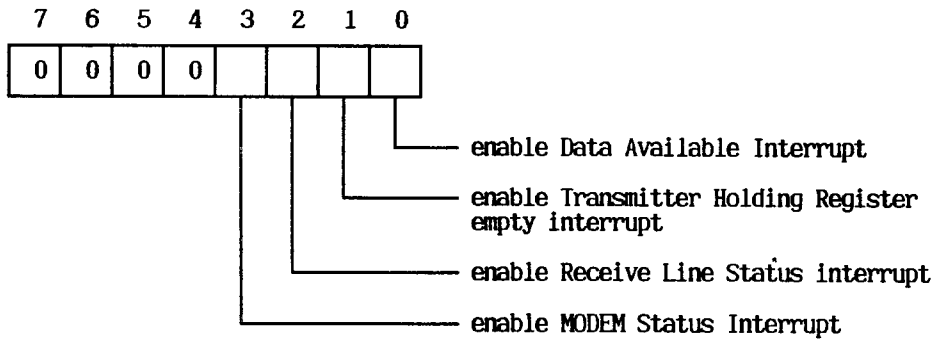 7 6 5 4 3 2 1 0
0 0 0 0
enable Data Available Interrupt
enable Transmitter Holding Register
empty interrupt
enable Receive Line Status interrupt
enable MODEM Status Interrupt